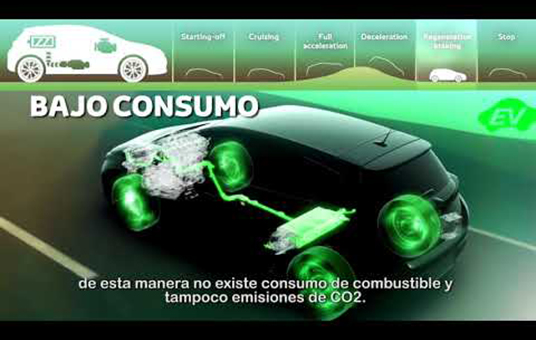 Starting-off
Cruising
Full
acceleration
Deceleration
Regeneration
braking
Stop
BAJO CONSUMO
EV
de esta manera no existe consumo de combustible y
tampoco emisiones de CO2.